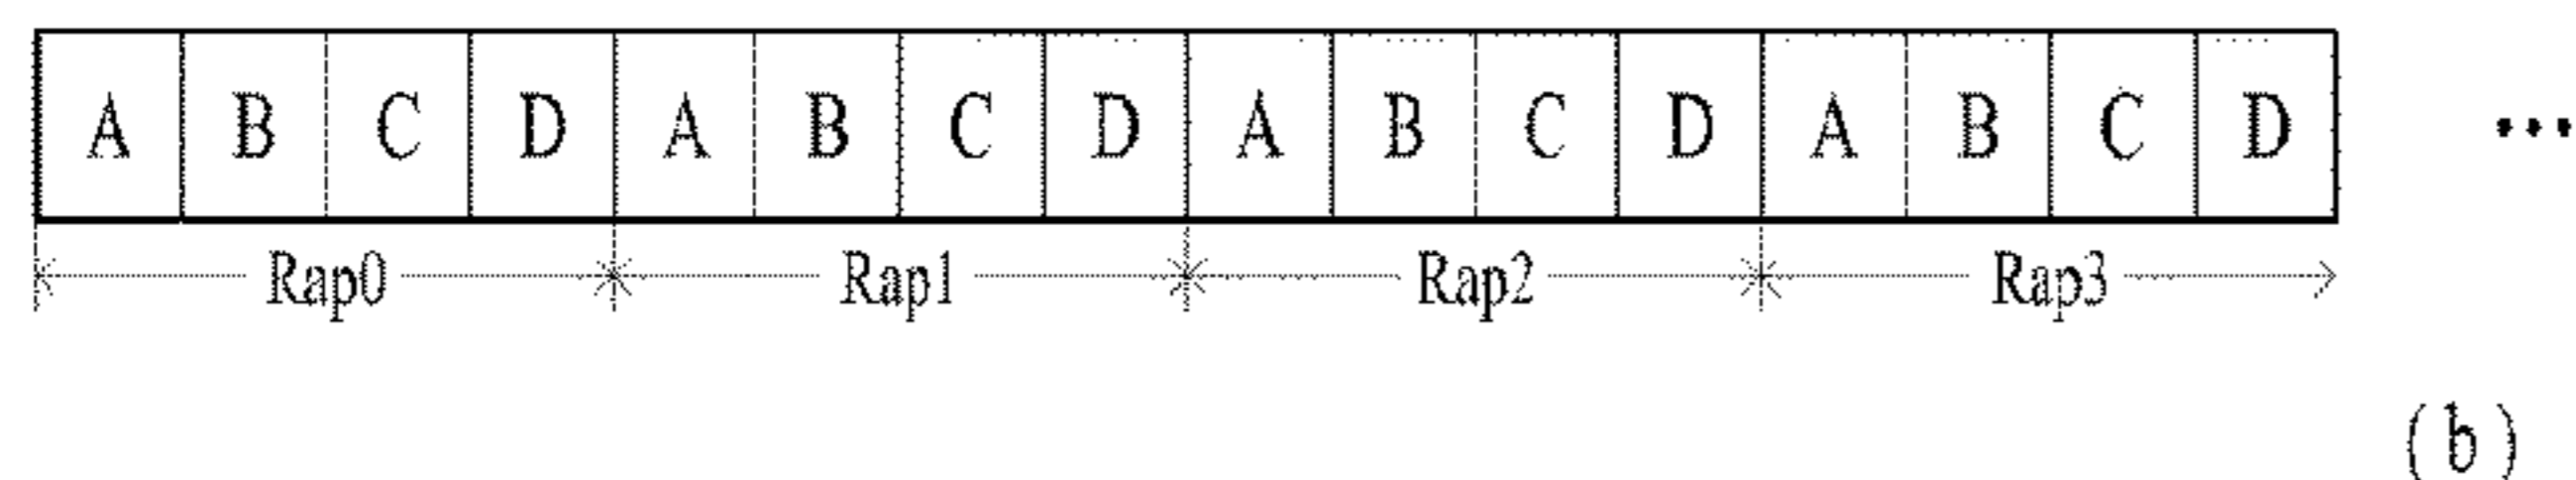 A B C D A B C D A B C D A B C D ...
Rap0 Rap1 Rap2 Rap3
(b)